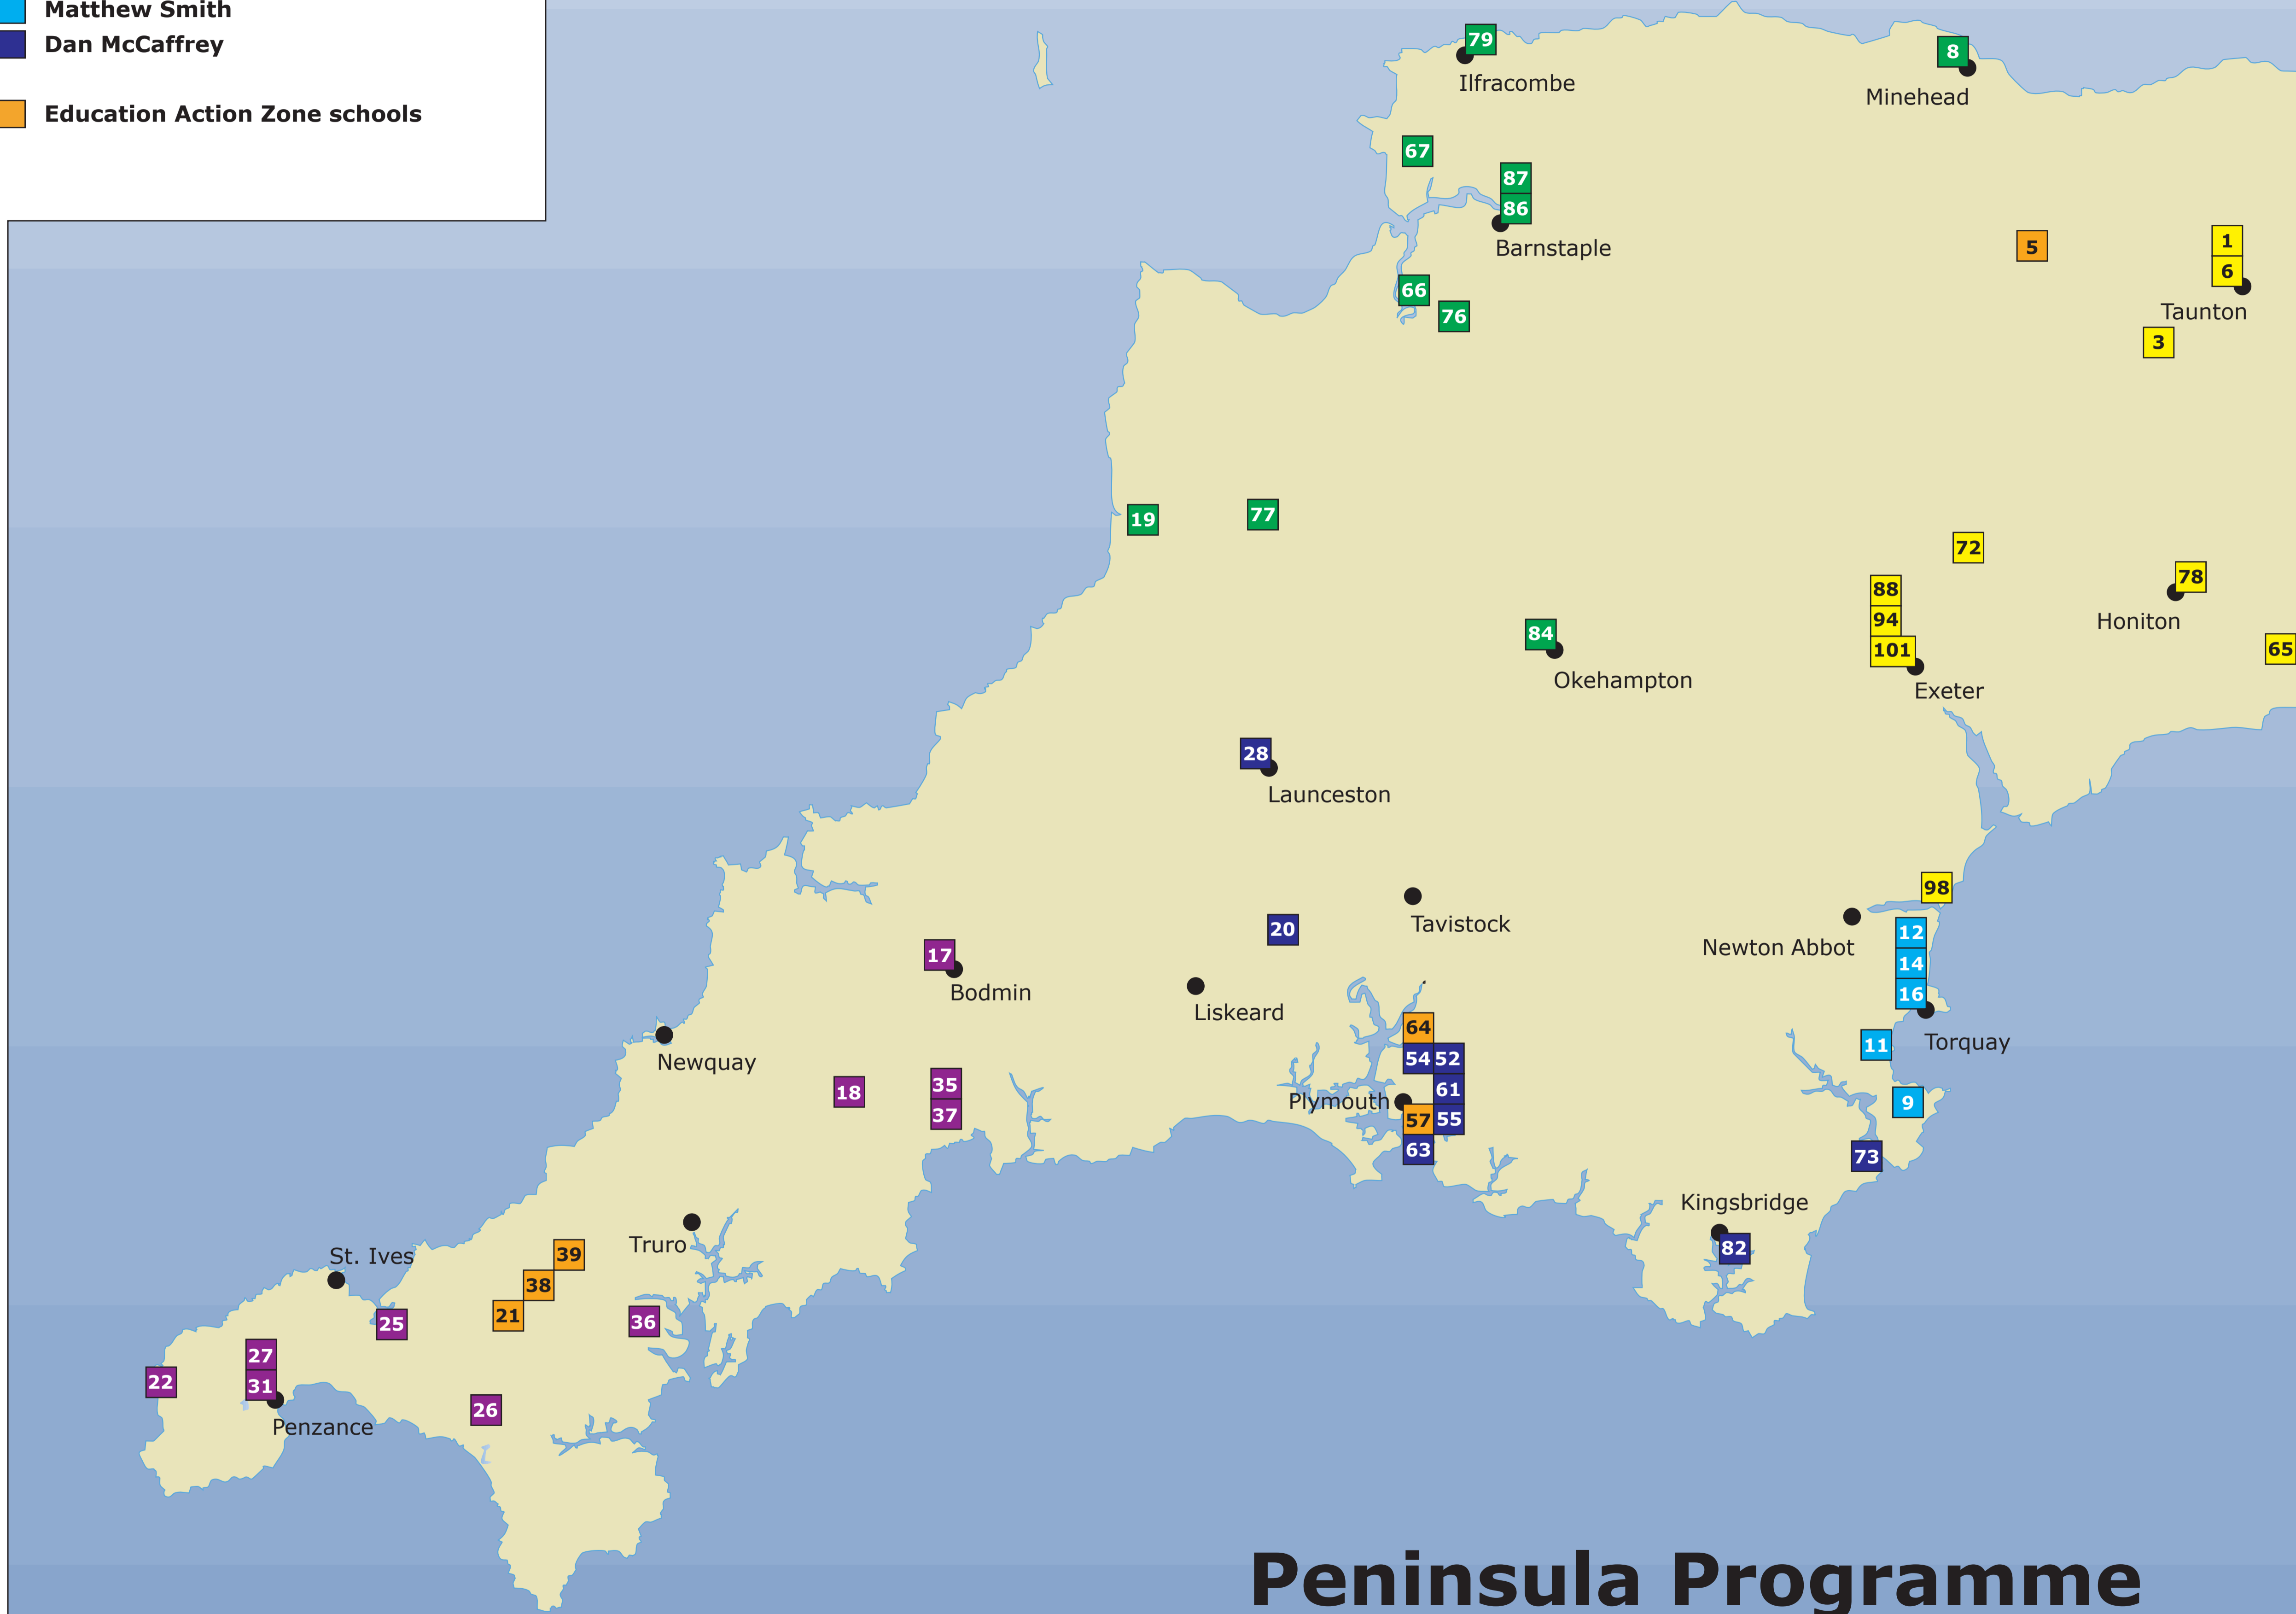 Matthew Smith
Dan McCaffrey
Education Action Zone schools
79
Ilfracombe
8
Minehead
67
87
86
Barnstaple
5
1
6
Taunton
66
76
3
19
77
72
78
Honiton
88
94
101
Exeter
84
Okehampton
65
28
Launceston
98
Tavistock
20
Newton Abbot
12
14
16
Torquay
17
Bodmin
Liskeard
Newquay
64
54 52
61
Plymouth
57 55
63
11
9
73
18
35
37
Kingsbridge
82
Truro
St. Ives
39
38
21
25
36
27
31
22
Penzance
26
Peninsula Programme